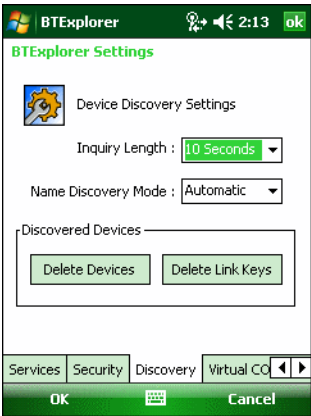 BTExplorer 2:13 ok
BTExplorer Settings
Device Discovery Settings
Inquiry Length : 10 Seconds
Name Discovery Mode : Automatic
Discovered Devices
Delete Devices Delete Link Keys
Services Security Discovery Virtual CO
OK Cancel